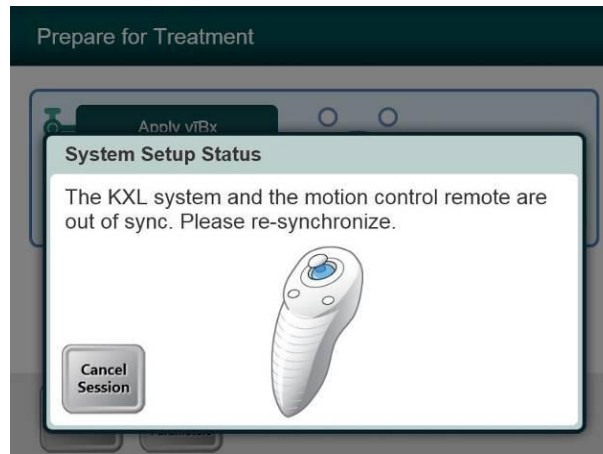 Prepare for Treatment
Apply vïBx
System Setup Status
The KXL system and the motion control remote are
out of sync. Please re-synchronize.
Cancel
Session